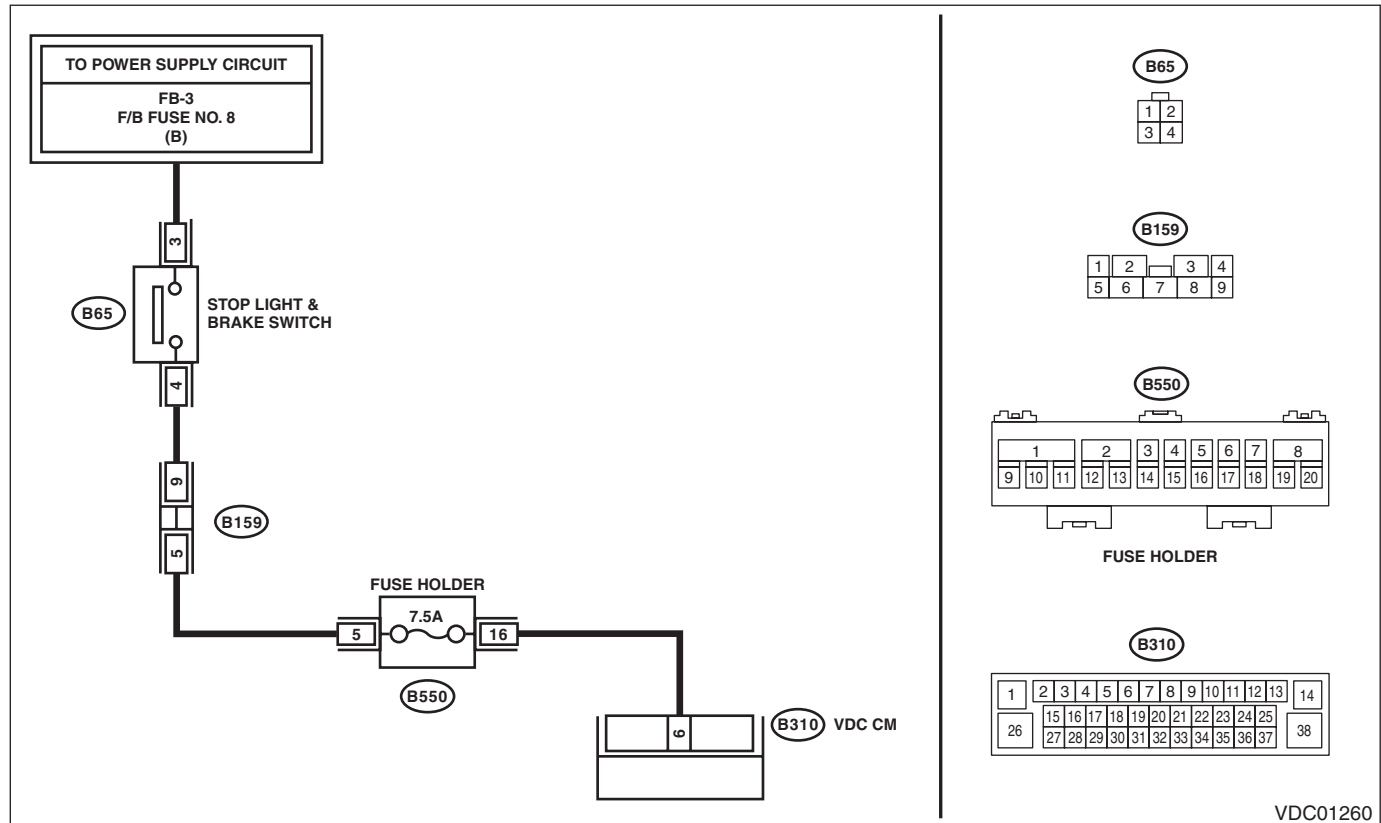 TO POWER SUPPLY CIRCUIT
FB-3
F/B FUSE NO. 8
(B)
3
B65
STOP LIGHT &
BRAKE SWITCH
4
9
B159
5
FUSE HOLDER
7.5A
5 16
B550
6
B310 VDC CM
B65
1 2
3 4
B159
1 2 3 4
5 6 7 8 9
B550
1 2 3 4 5 6 7 8
9 10 11 12 13 14 15 16 17 18 19 20
FUSE HOLDER
B310
1 2 3 4 5 6 7 8 9 10 11 12 13 14
15 16 17 18 19 20 21 22 23 24 25
26 27 28 29 30 31 32 33 34 35 36 37 38
VDC01260